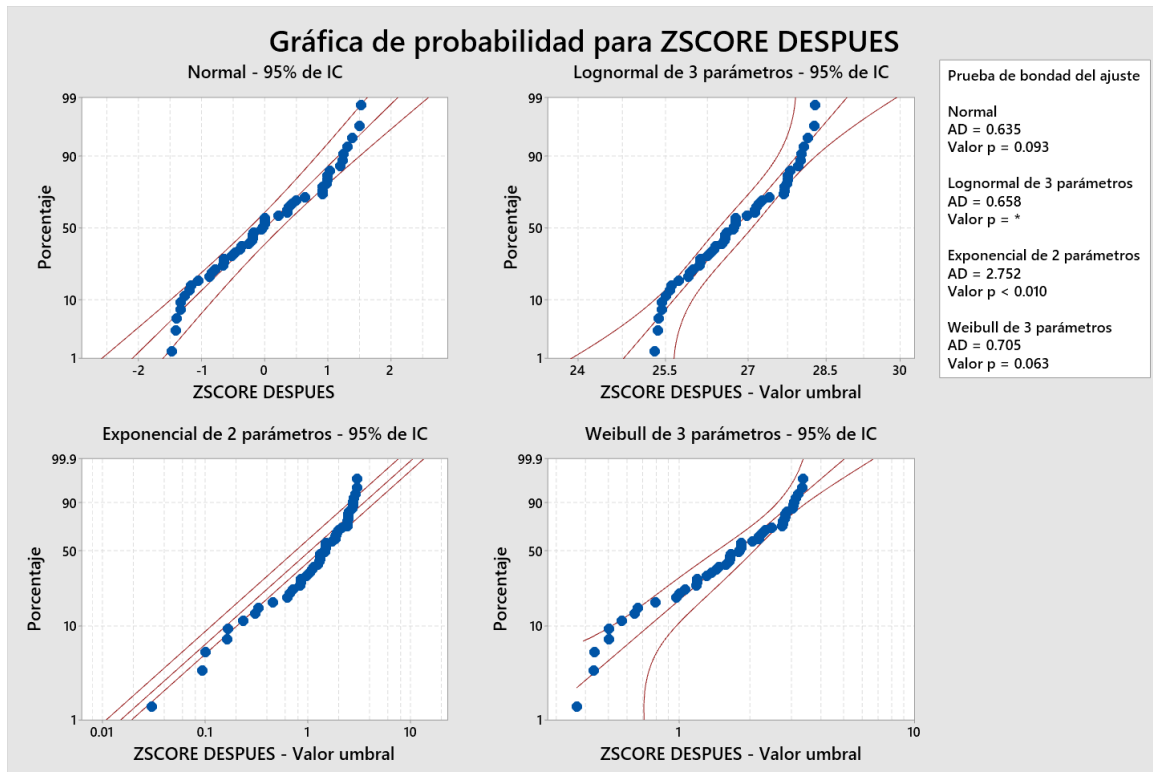 Gráfica de probabilidad para ZSCORE DESPUES
Normal - 95% de IC
99
90
50
10
1
Porcentaje
-2
-1
0
1
2
ZSCORE DESPUES
Lognormal de 3 parámetros - 95% de IC
99
90
50
10
1
Porcentaje
24
25.5
27
28.5
30
ZSCORE DESPUES - Valor umbral
Prueba de bondad del ajuste
Normal
AD = 0.635
Valor p = 0.093
Lognormal de 3 parámetros
AD = 0.658
Valor p = *
Exponencial de 2 parámetros
AD = 2.752
Valor p < 0.010
Weibull de 3 parámetros
AD = 0.705
Valor p = 0.063
Exponencial de 2 parámetros - 95% de IC
99.9
90
50
10
1
Porcentaje
0.01
0.1
1
10
ZSCORE DESPUES - Valor umbral
Weibull de 3 parámetros - 95% de IC
99.9
90
50
10
1
Porcentaje
1
10
ZSCORE DESPUES - Valor umbral